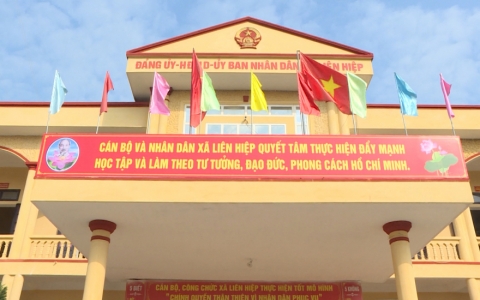 ĐẢNG ỦY-HĐND-ỦY BAN NHÂN DÂN XÃ LIÊN HIỆP
CÁN BỘ VÀ NHÂN DÂN XÃ LIÊN HIỆP QUYẾT TÂM THỰC HIỆN ĐẨY MẠNH
HỌC TẬP VÀ LÀM THEO TƯ TƯỞNG, ĐẠO ĐỨC, PHONG CÁCH HỒ CHÍ MINH.
CÁN BỘ, CÔNG CHỨC XÃ LIÊN HIỆP THỰC HIỆN TỐT MÔ HÌNH
"CHÍNH QUYỀN THÂN THIỆN VÌ NHÂN DÂN PHỤC VỤ"